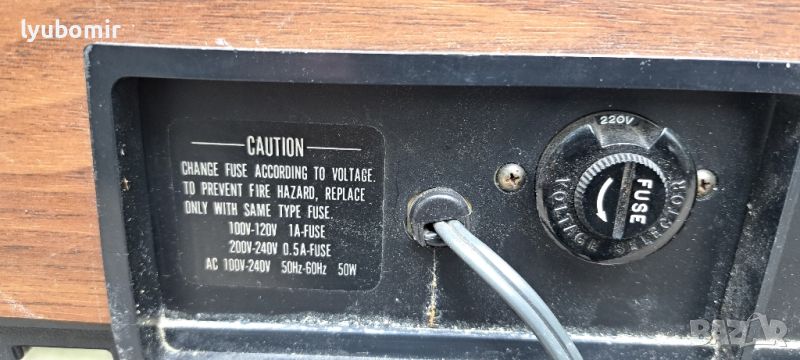 lyubomir
CAUTION
CHANGE FUSE ACCORDING TO VOLTAGE.
TO PREVENT FIRE HAZARD, REPLACE
ONLY WITH SAME TYPE FUSE.
100V-120V 1A-FUSE
200V-240V 0.5A-FUSE
AC 100V-240V 50Hz-60Hz 50W
220V
FUSE
VOLTAGE SELECTOR
BAZAR